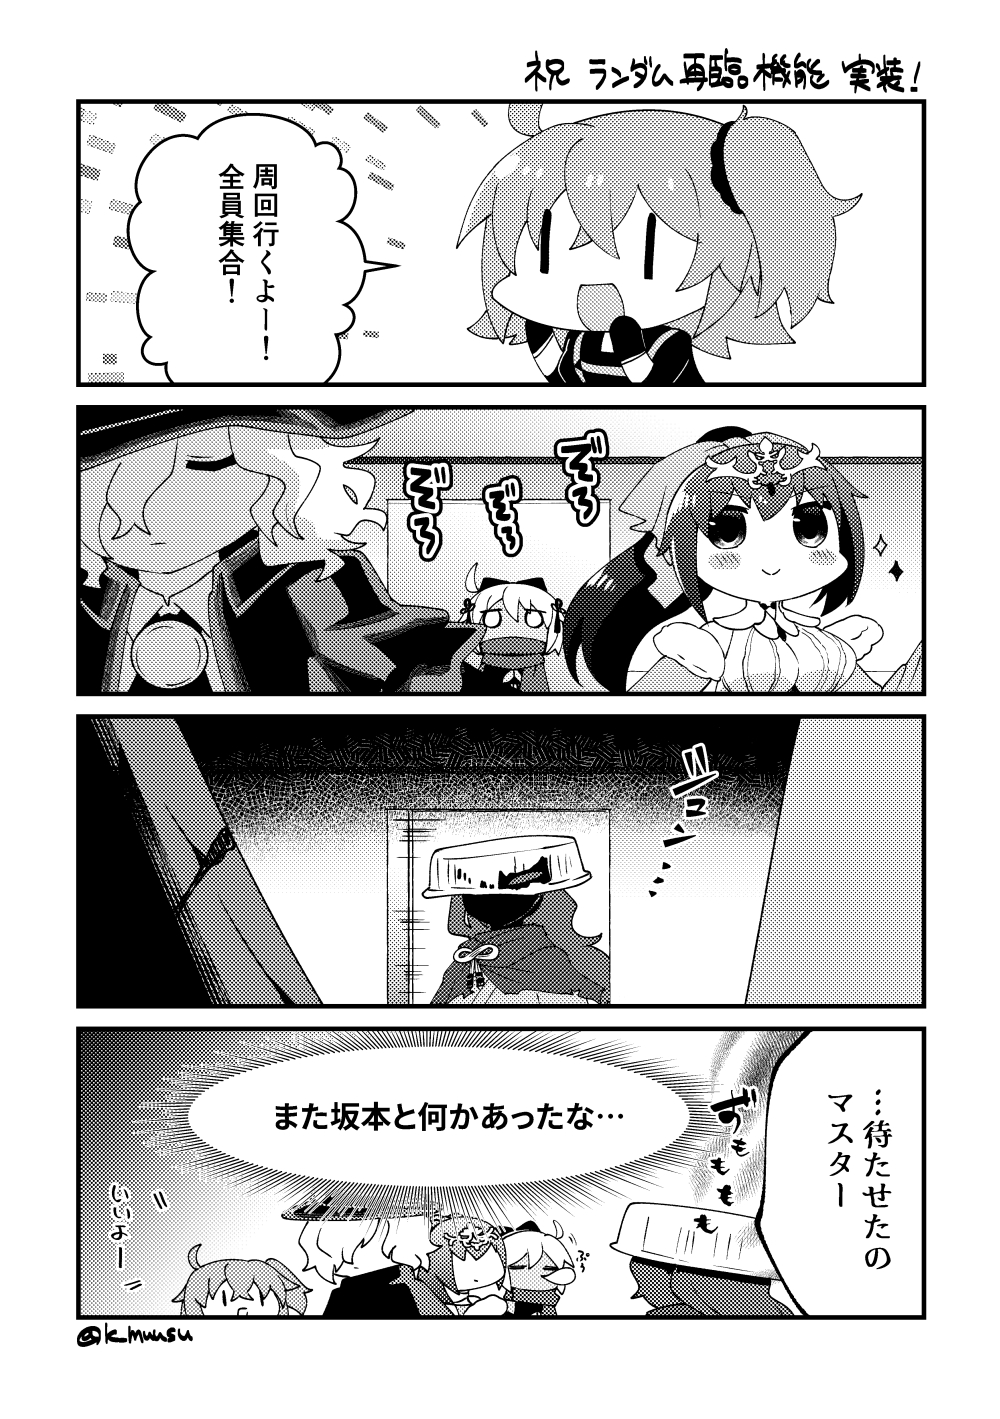 祝 ランダム再臨機能 実装！
周回行くよー！
全員集合！
ぞろ
ぞろ
ぞろ
…待たせたの
マスター
また坂本と何かあったな…
ずももももも
ぷぅ
いいよー
@k_muusu